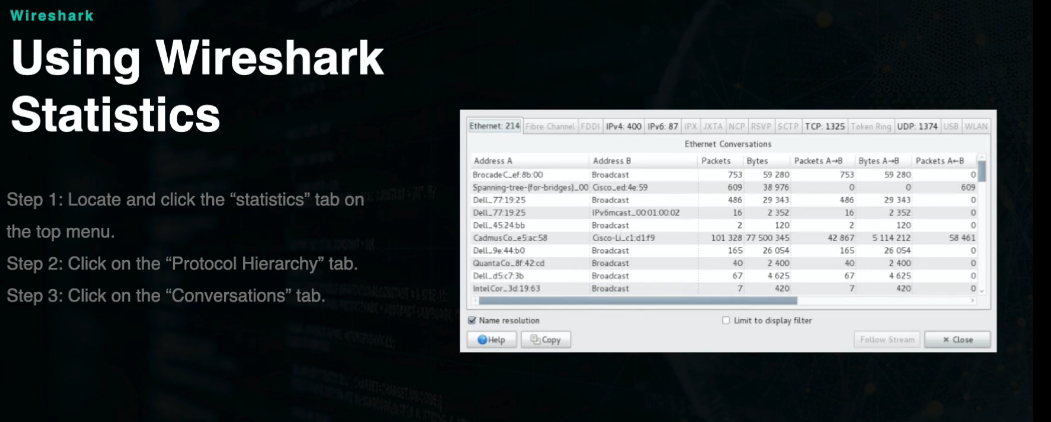 Wireshark
Using Wireshark
Statistics
Step 1: Locate and click the “statistics” tab on
the top menu.
Step 2: Click on the “Protocol Hierarchy” tab.
Step 3: Click on the “Conversations” tab.
Ethernet: 214 Fibre Channel FDDI IPv4: 400 IPv6: 87 IPX JXTA NCP RSVP SCTP TCP: 1325 Token Ring UDP: 1374 USB WLAN
Ethernet Conversations
Address A Address B Packets Bytes Packets A→B Bytes A→B Packets A←B
BrocadeC_ef:8b:00 Broadcast 753 59 280 753 59 280 0
Spanning-tree-(for-bridges)_00 Cisco_ed:4e:59 609 38 976 0 0 609
Dell_77:19:25 Broadcast 486 29 343 486 29 343 0
Dell_77:19:25 IPv6mcast_00:01:00:02 16 2 352 16 2 352 0
Dell_45:24:bb Broadcast 2 120 2 120 0
CadmusCo_e5:ac:58 Cisco-Li_c1:d1:f9 101 328 77 500 345 42 867 5 114 212 58 461
Dell_9e:44:b0 Broadcast 165 26 054 165 26 054 0
QuantaCo_8f:42:cd Broadcast 40 2 400 40 2 400 0
Dell_d5:c7:3b Broadcast 67 4 625 67 4 625 0
IntelCor_3d:19:63 Broadcast 7 420 7 420 0
Name resolution Limit to display filter
Help Copy Follow Stream Close